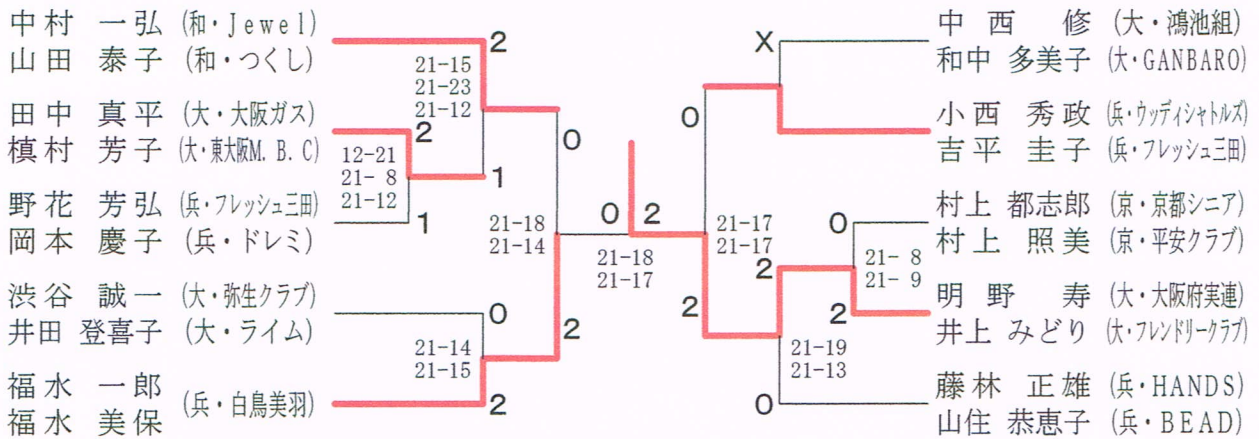 中村 一弘 (和・Jewel)
山田 泰子 (和・つくし)
田中 真平 (大・大阪ガス)
槙村 芳子 (大・東大阪M.B.C)
野花 芳弘 (兵・フレッシュ三田)
岡本 慶子 (兵・ドレミ)
渋谷 誠一 (大・弥生クラブ)
井田 登喜子 (大・ライム)
福水 一郎
福水 美保
(兵・白鳥美羽)
2
21-15
21-23
21-12
2
12-21
21- 8
21-12
1
1
0
21-18
21-14
0
21-14
21-15
2
2
0 2
21-18
21-17
X
0
21-17
21-17
0
21- 8
21- 9
2
2
2
21-19
21-13
0
中西 修 (大・鴻池組)
和中 多美子 (大・GANBARO)
小西 秀政 (兵・ウッディシャトルズ)
吉平 圭子 (兵・フレッシュ三田)
村上 都志郎 (京・京都シニア)
村上 照美 (京・平安クラブ)
明野 寿 (大・大阪府実連)
井上 みどり (大・フレンドリークラブ)
藤林 正雄 (兵・HANDS)
山住 恭恵子 (兵・BEAD)